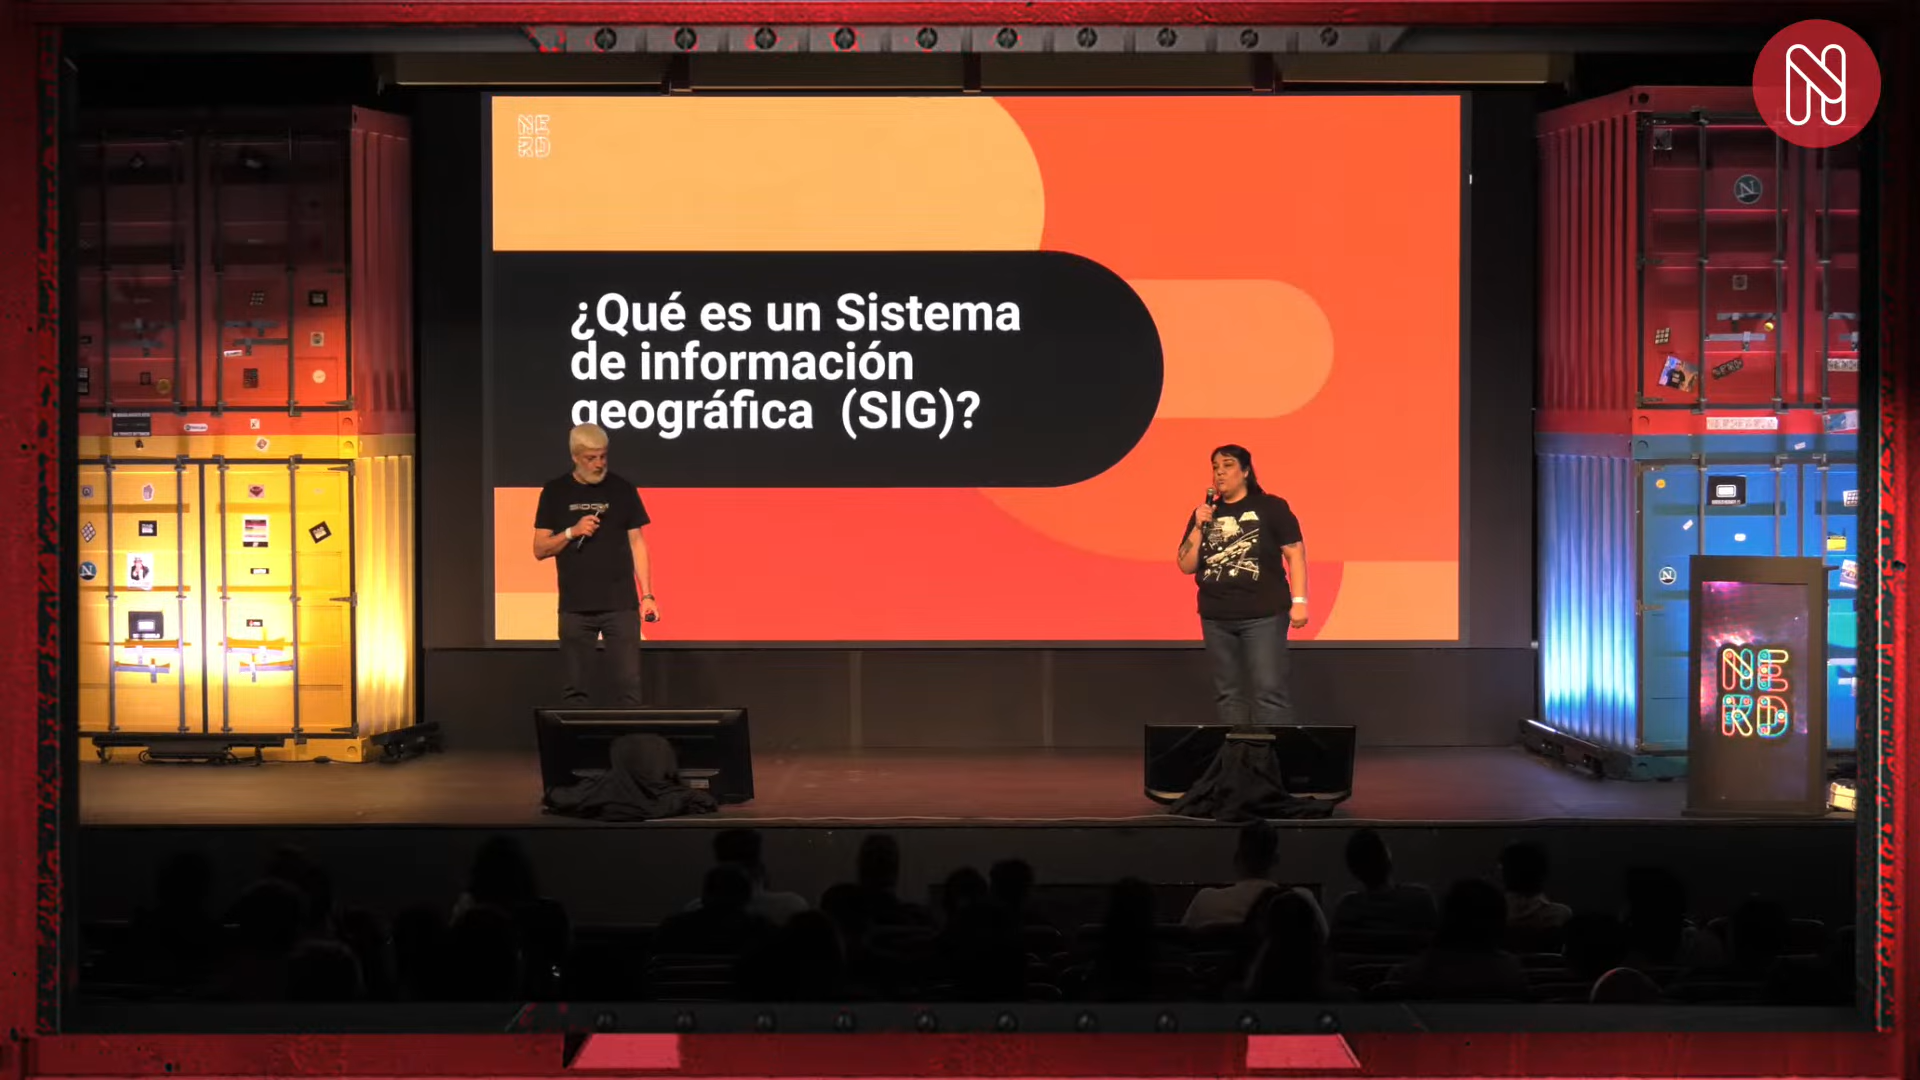 NE
RD
¿Qué es un Sistema
de información
geográfica (SIG)?
N
NE
RD